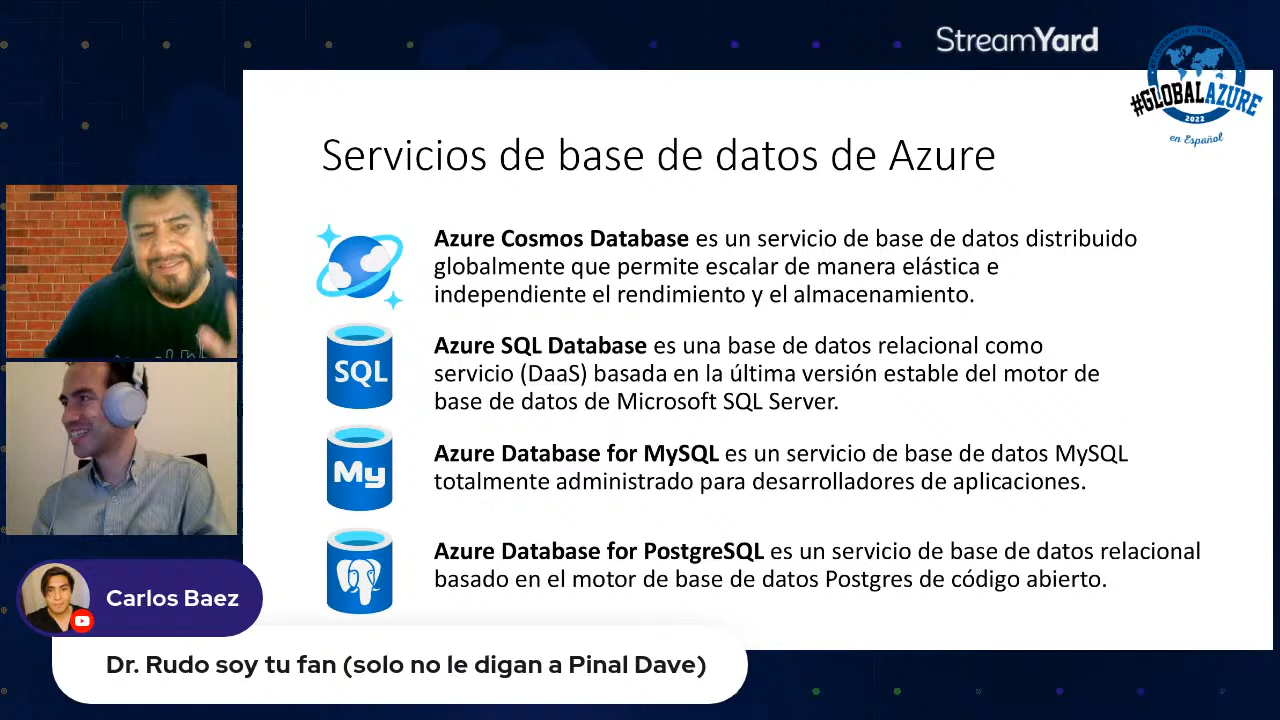 StreamYard
#GLOBALAZURE
2022
en Español
Servicios de base de datos de Azure
Azure Cosmos Database es un servicio de base de datos distribuido
globalmente que permite escalar de manera elástica e
independiente el rendimiento y el almacenamiento.
SQL
Azure SQL Database es una base de datos relacional como
servicio (DaaS) basada en la última versión estable del motor de
base de datos de Microsoft SQL Server.
My
Azure Database for MySQL es un servicio de base de datos MySQL
totalmente administrado para desarrolladores de aplicaciones.
Azure Database for PostgreSQL es un servicio de base de datos relacional
basado en el motor de base de datos Postgres de código abierto.
Carlos Baez
Dr. Rudo soy tu fan (solo no le digan a Pinal Dave)